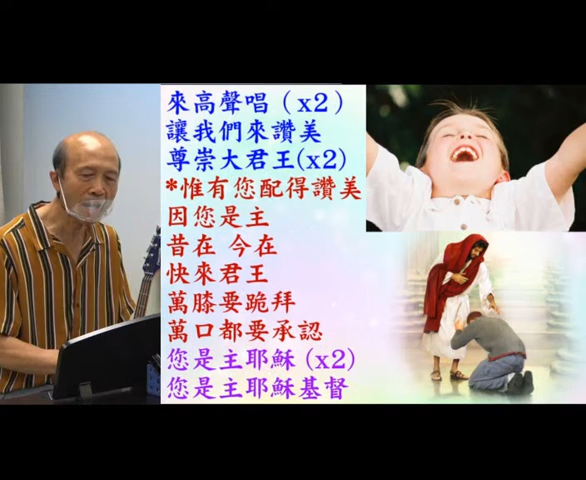 來高聲唱（x2）
讓我們來讚美
尊崇大君王(x2)
*惟有您配得讚美
因您是主
昔在 今在
快來君王
萬膝要跪拜
萬口都要承認
您是主耶穌 (x2)
您是主耶穌基督